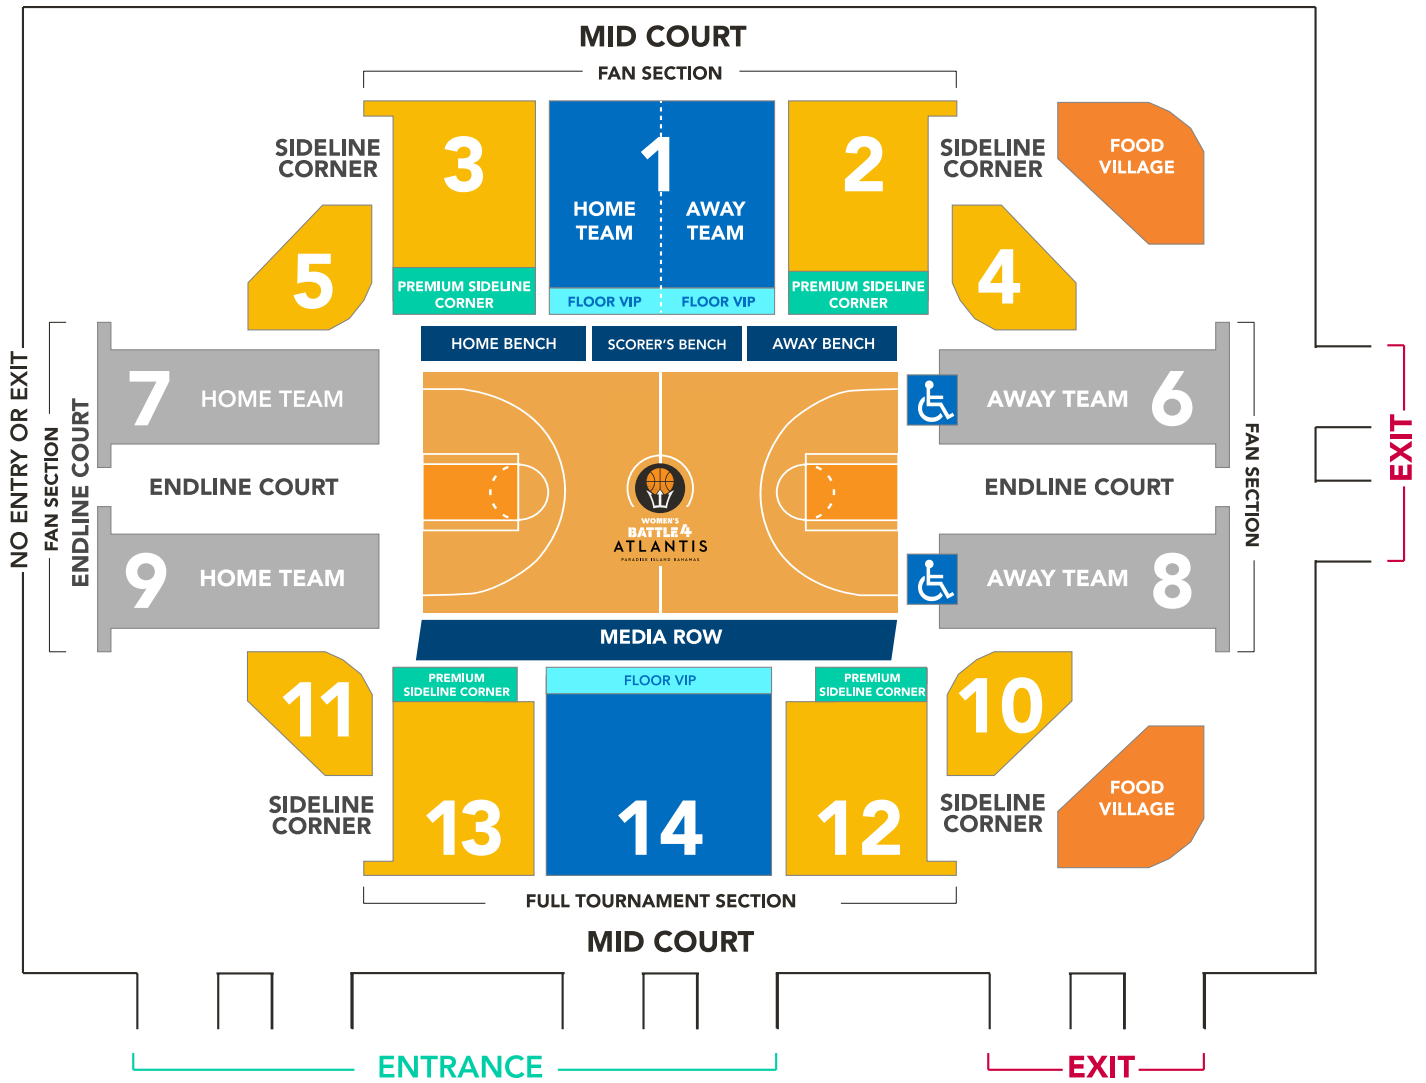 MID COURT
FAN SECTION
SIDELINE
CORNER
3
1
HOME
TEAM
AWAY
TEAM
2
SIDELINE
CORNER
FOOD
VILLAGE
5
PREMIUM SIDELINE
CORNER
FLOOR VIP
FLOOR VIP
PREMIUM SIDELINE
CORNER
4
HOME BENCH
SCORER'S BENCH
AWAY BENCH
NO ENTRY OR EXIT
FAN SECTION
ENDLINE COURT
7
HOME TEAM
ENDLINE COURT
9
HOME TEAM
WOMEN'S
BATTLE 4
ATLANTIS
PARADISE ISLAND BAHAMAS
AWAY TEAM
6
ENDLINE COURT
AWAY TEAM
8
FAN SECTION
EXIT
MEDIA ROW
11
PREMIUM
SIDELINE CORNER
FLOOR VIP
PREMIUM
SIDELINE CORNER
10
SIDELINE
CORNER
13
14
12
SIDELINE
CORNER
FOOD
VILLAGE
FULL TOURNAMENT SECTION
MID COURT
ENTRANCE
EXIT